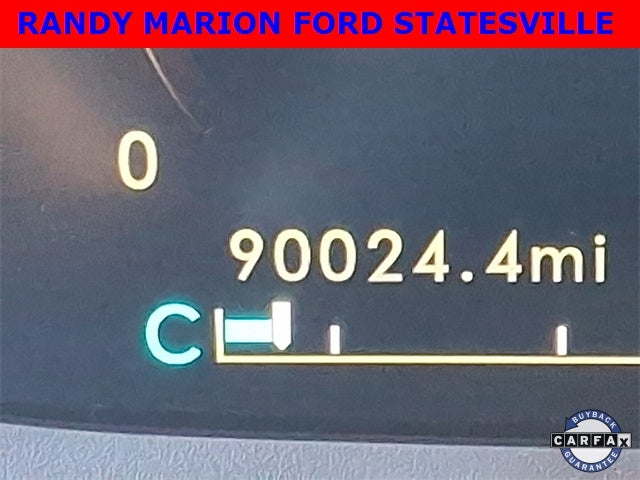 RANDY MARION FORD STATESVILLE
0
90024.4mi
C
BUYBACK
CARFAX
GUARANTEE